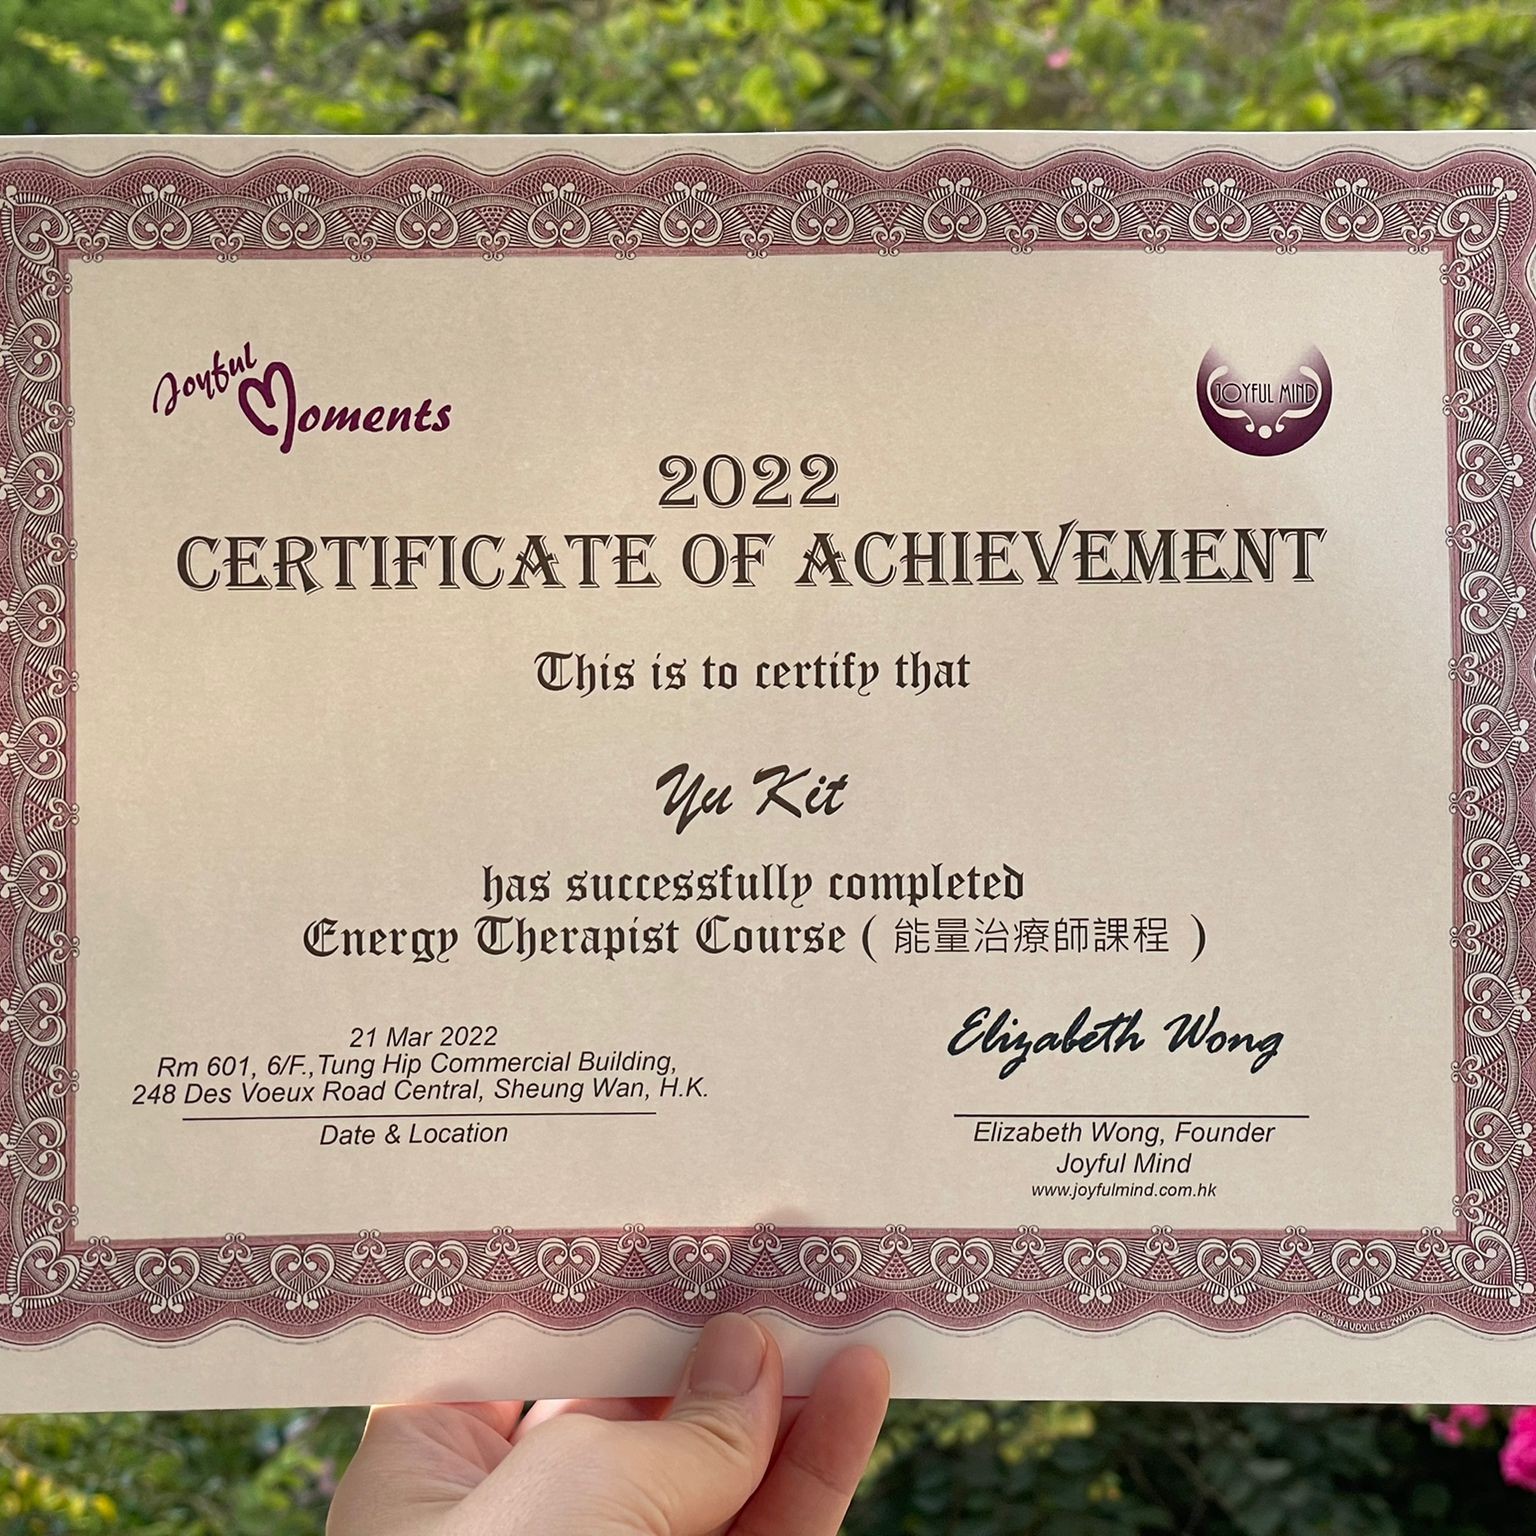 Joyful
Moments
JOYFUL MIND
2022
CERTIFICATE OF ACHIEVEMENT
This is to certify that
Yu Kit
has successfully completed
Energy Therapist Course ( 能量治療師課程 )
21 Mar 2022
Rm 601, 6/F.,Tung Hip Commercial Building,
248 Des Voeux Road Central, Sheung Wan, H.K.
Date & Location
Elizabeth Wong
Elizabeth Wong, Founder
Joyful Mind
www.joyfulmind.com.hk
BAUDVILLE